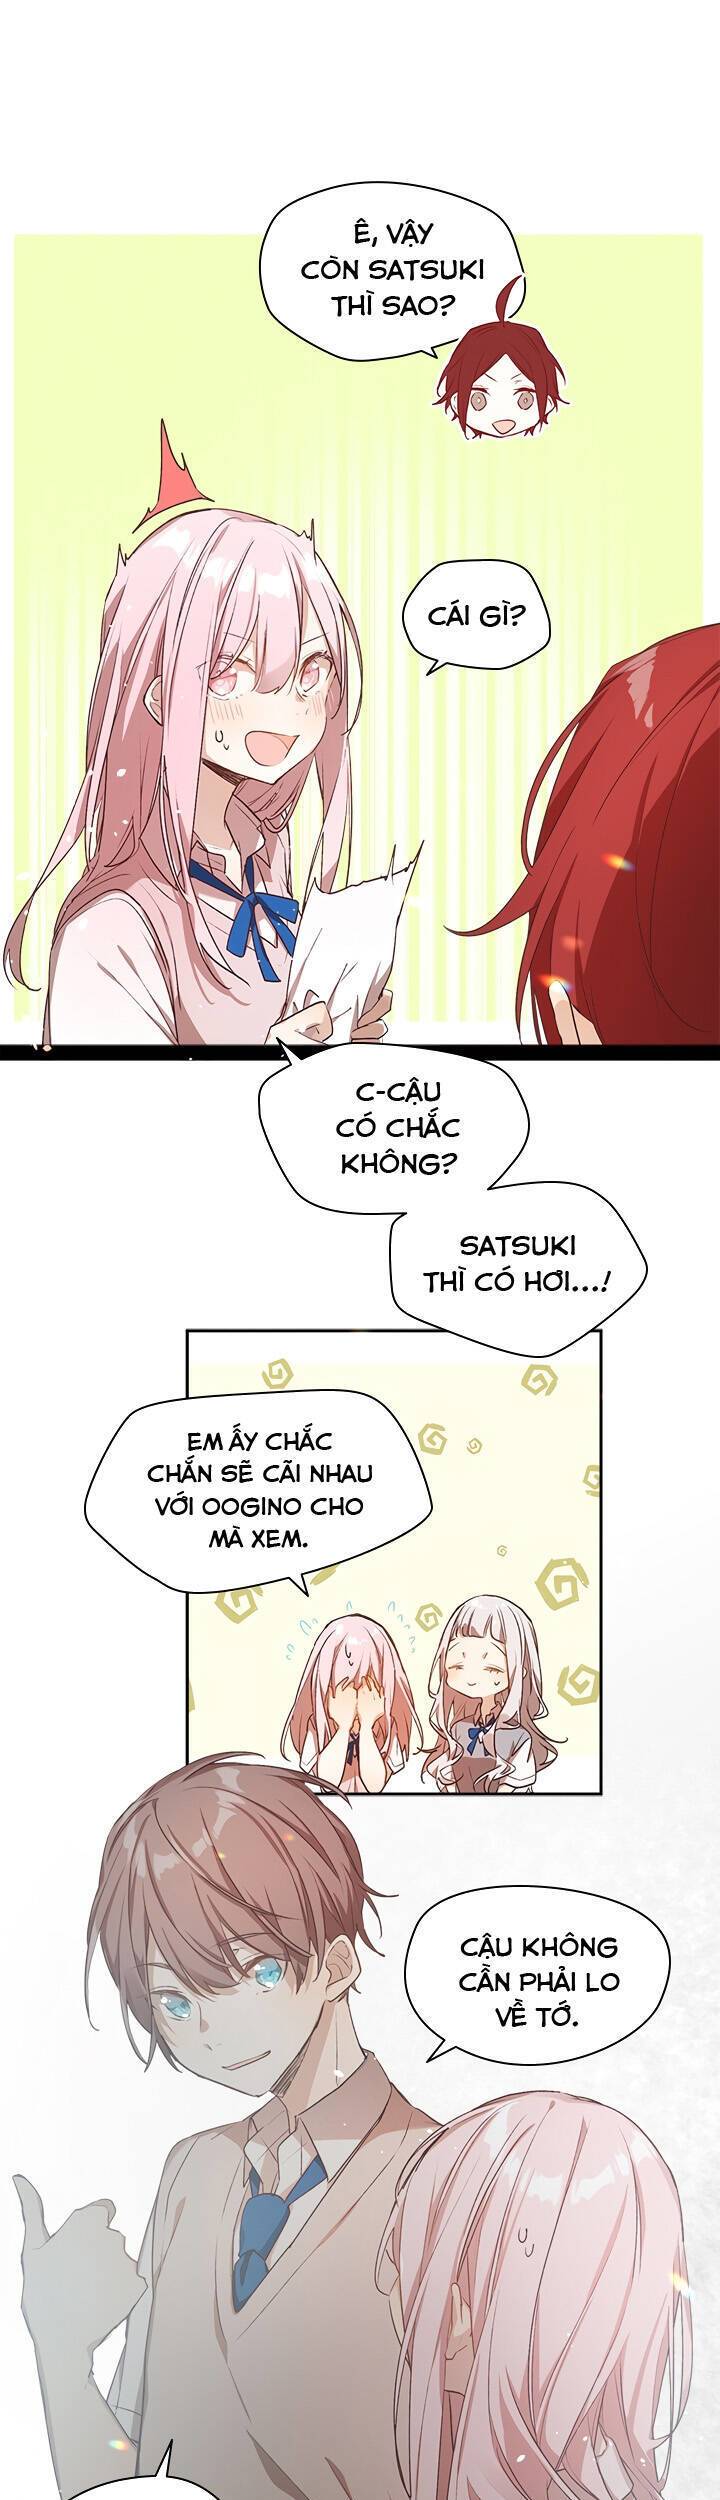 Ê, VẬY
CÒN SATSUKI
THÌ SAO?
CÁI GÌ?
C-CẬU
CÓ CHẮC
KHÔNG?
SATSUKI
THÌ CÓ HƠI...!
EM ẤY CHẮC
CHẮN SẼ CÃI NHAU
VỚI OOGINO CHO
MÀ XEM.
CẬU KHÔNG
CẦN PHẢI LO
VỀ TỚ.